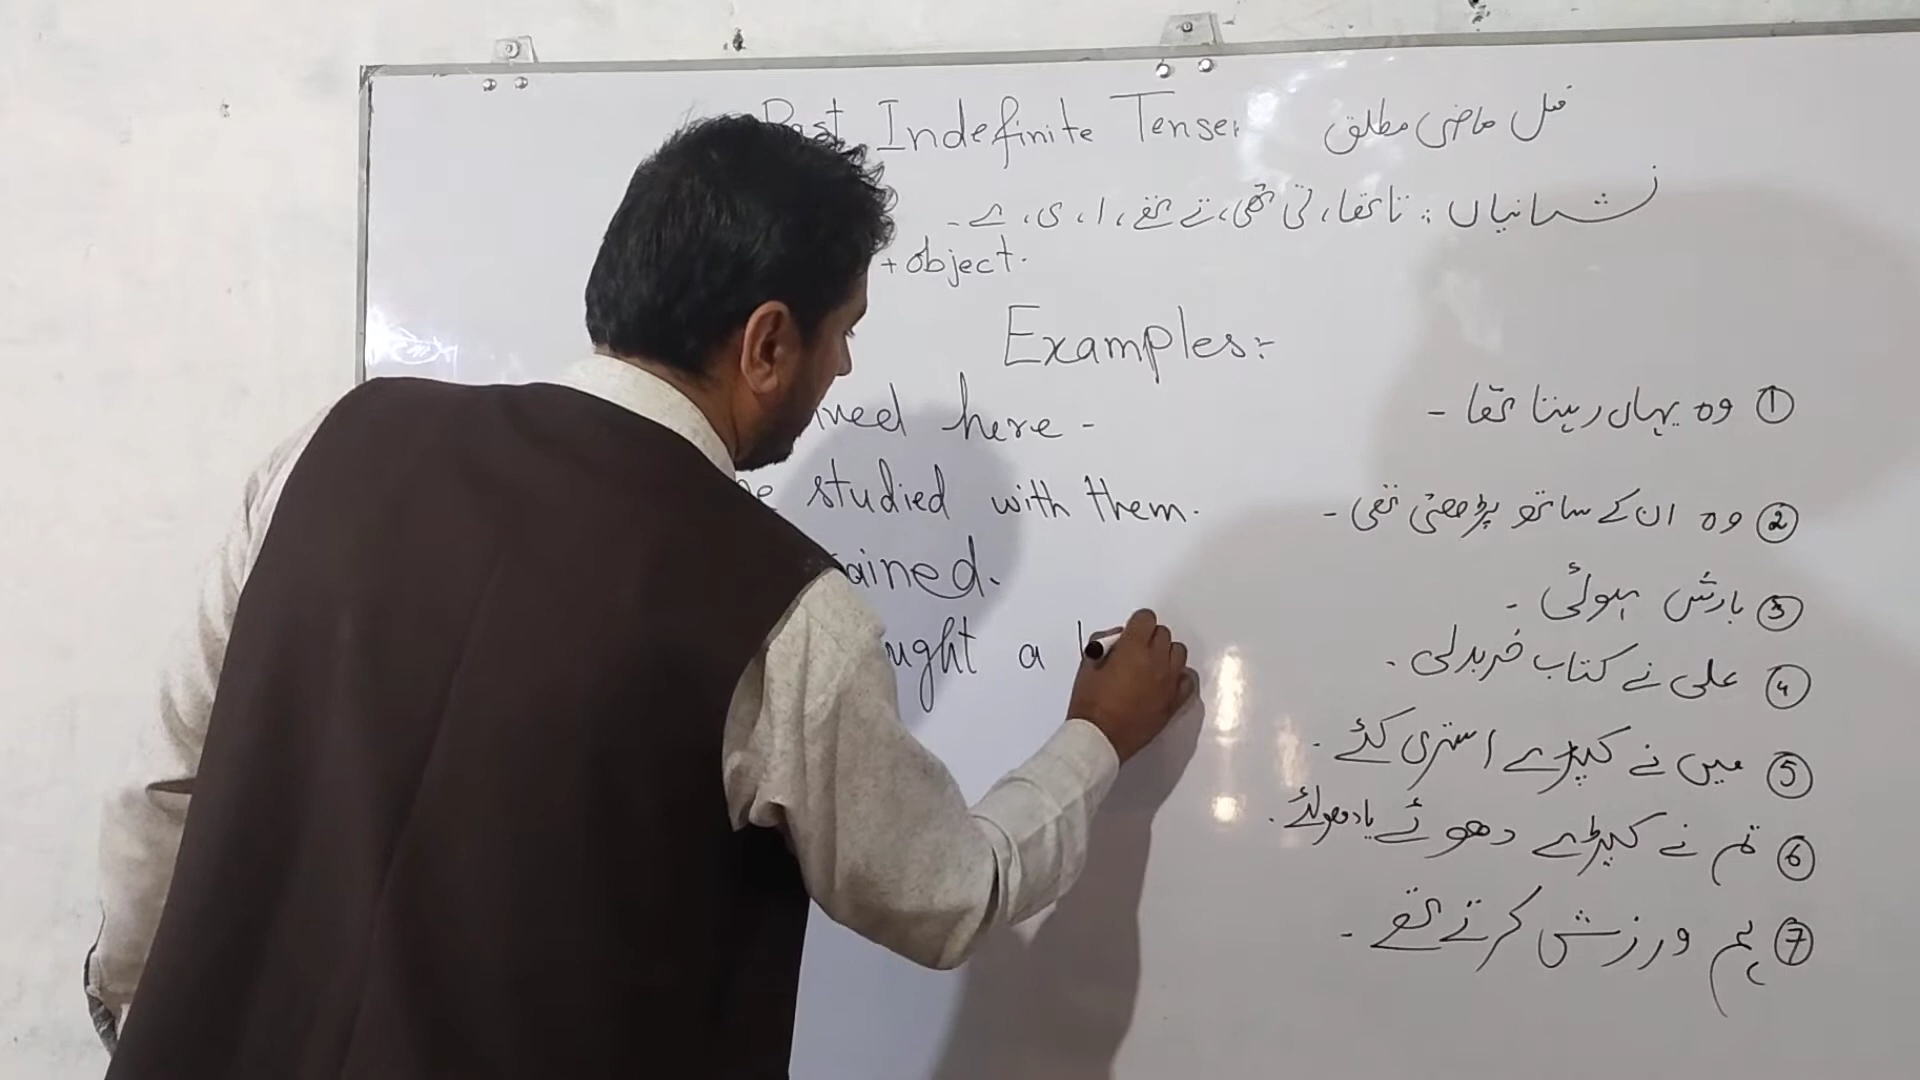 Past Indefinite Tense: فعل ماضی مطلق
نشانیاں: تا تھا، تی تھی، تے تھے، ا، ی، ے ۔
+ object.
Examples:-
here -
① وہ یہاں رہتا تھا -
studied with them.
② وہ ان کے ساتھ پڑھتی تھی -
ained.
③ بارش ہوئی -
ught a
④ علی نے کتاب خریدلی -
⑤ میں نے کپڑے استری کئے -
⑥ تم نے کپڑے دھوئے یا دھولئے -
⑦ ہم ورزش کرتے تھے -